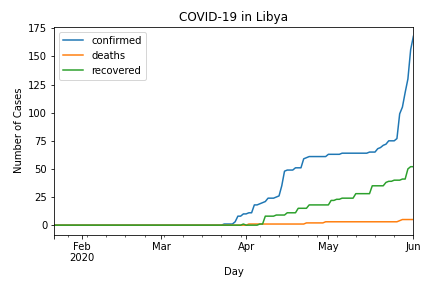 COVID-19 in Libya
175
150
125
100
75
50
25
0
Number of Cases
confirmed
deaths
recovered
Feb
2020
Mar
Apr
May
Jun
Day